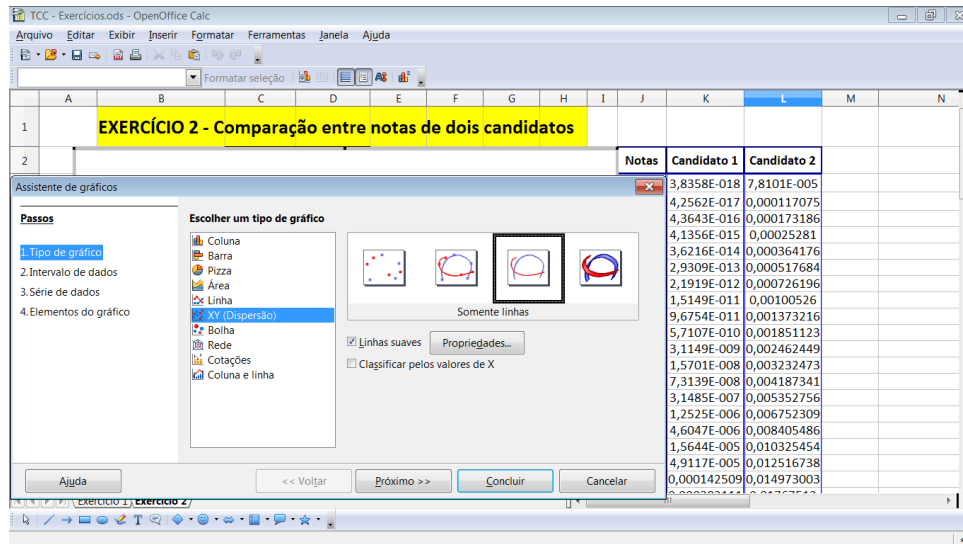 TCC - Exercícios.ods - OpenOffice Calc
Arquivo Editar Exibir Inserir Formatar Ferramentas Janela Ajuda
Formatar seleção
A B C D E F G H I J K L M N
1 EXERCÍCIO 2 - Comparação entre notas de dois candidatos
2 Notas Candidato 1 Candidato 2
Assistente de gráficos
Passos
1.Tipo de gráfico
2.Intervalo de dados
3.Série de dados
4.Elementos do gráfico
Escolher um tipo de gráfico
Coluna
Barra
Pizza
Área
Linha
XY (Dispersão)
Bolha
Rede
Cotações
Coluna e linha
Somente linhas
Linhas suaves
Propriedades...
Classificar pelos valores de X
Ajuda
<< Voltar
Próximo >>
Concluir
Cancelar
3,8358E-018 7,8101E-005
4,2562E-017 0,000117075
4,3643E-016 0,000173186
4,1356E-015 0,00025281
3,6216E-014 0,000364176
2,9309E-013 0,000517684
2,1919E-012 0,000726196
1,5149E-011 0,00100526
9,6754E-011 0,001373216
5,7107E-010 0,001851123
3,1149E-009 0,002462449
1,5701E-008 0,003232473
7,3139E-008 0,004187341
3,1485E-007 0,005352756
1,2525E-006 0,006752309
4,6047E-006 0,008405486
1,5644E-005 0,010325454
4,9117E-005 0,012516738
0,000142509 0,014973003
Exercício 1 Exercício 2